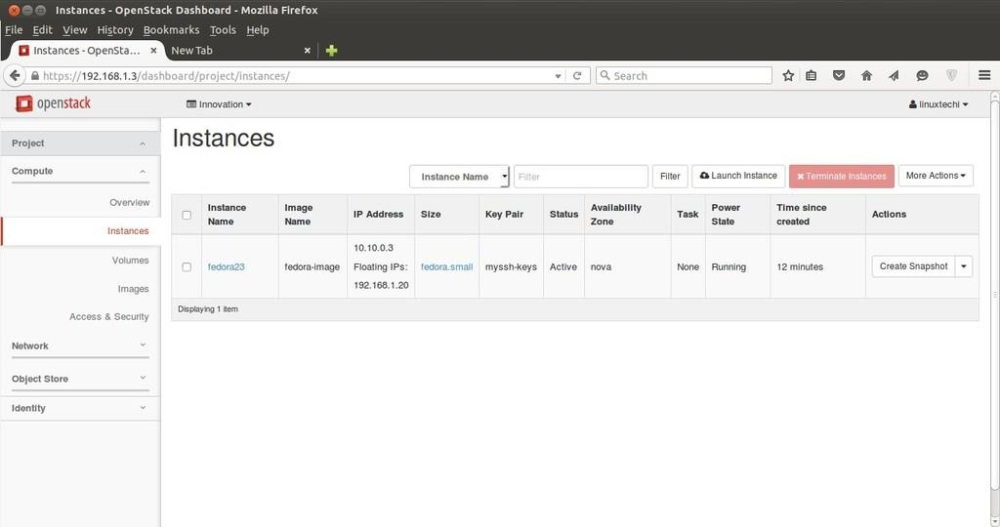 Instances - OpenStack Dashboard - Mozilla Firefox
File Edit View History Bookmarks Tools Help
Instances - OpenSta... × New Tab ×
https://192.168.1.3/dashboard/project/instances/ Search
openstack Innovation linuxtechi
Project
Compute
Overview
Instances
Volumes
Images
Access & Security
Network
Object Store
Identity
Instances
Instance Name Filter Filter Launch Instance Terminate Instances More Actions
Instance Name Image Name IP Address Size Key Pair Status Availability Zone Task Power State Time since created Actions
fedora23 fedora-image 10.10.0.3 Floating IPs: 192.168.1.20 fedora.small myssh-keys Active nova None Running 12 minutes Create Snapshot
Displaying 1 item